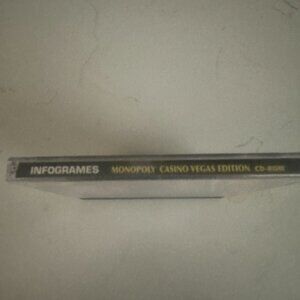 INFOGRAMES MONOPOLY CASINO VEGAS EDITION CD-ROM